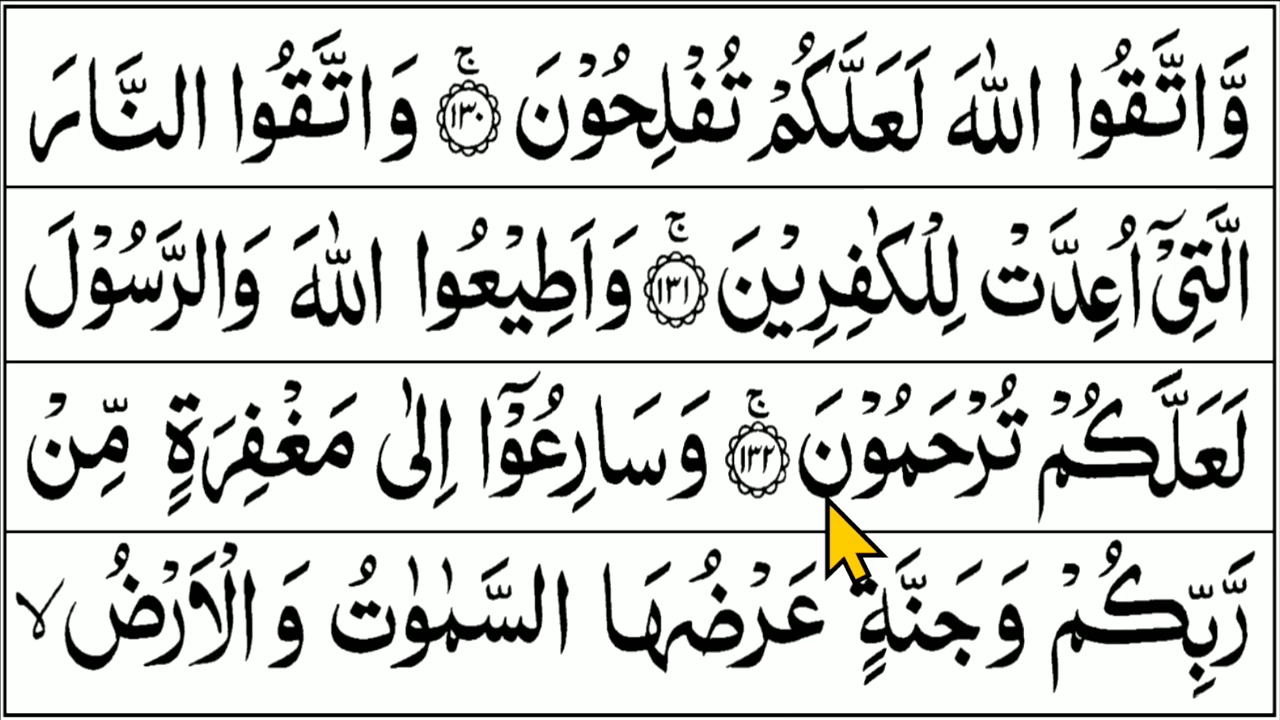 وَّاتَّقُوا اللّٰهَ لَعَلَّكُمْ تُفْلِحُوْنَ ۚ ﴿١٣٠﴾ وَاتَّقُوا النَّارَ
الَّتِىْٓ اُعِدَّتْ لِلْكٰفِرِيْنَ ۚ ﴿١٣١﴾ وَاَطِيْعُوا اللّٰهَ وَالرَّسُوْلَ
لَعَلَّكُمْ تُرْحَمُوْنَ ۚ ﴿١٣٢﴾ وَسَارِعُوْٓا اِلٰى مَغْفِرَةٍ مِّنْ
رَّبِّكُمْ وَجَنَّةٍ عَرْضُهَا السَّمٰوٰتُ وَالْاَرْضُ ۙ